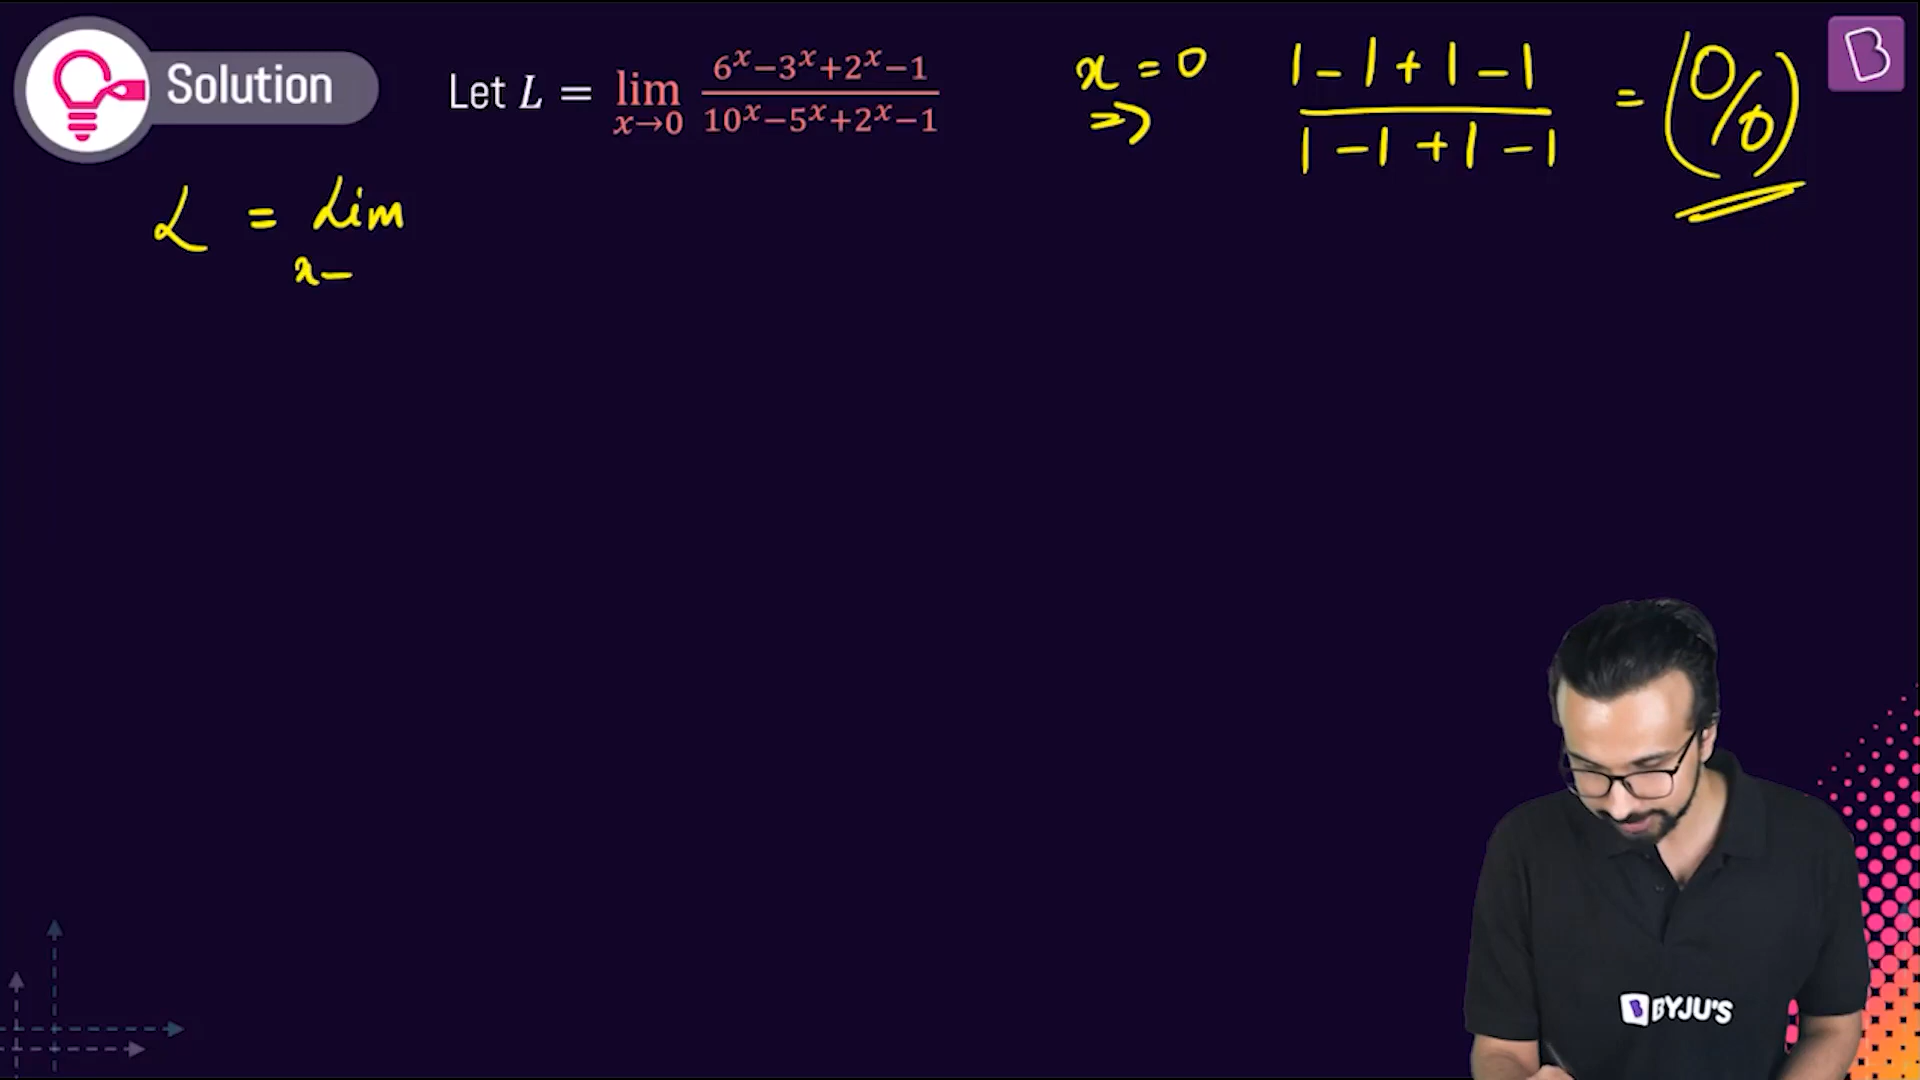 Solution
Let L = lim x→0 (6^x−3^x+2^x−1)/(10^x−5^x+2^x−1)
x = 0 ⇒ (1 − 1 + 1 − 1)/(1 − 1 + 1 − 1) = (0/0)
L = Lim
x −
BYJU'S